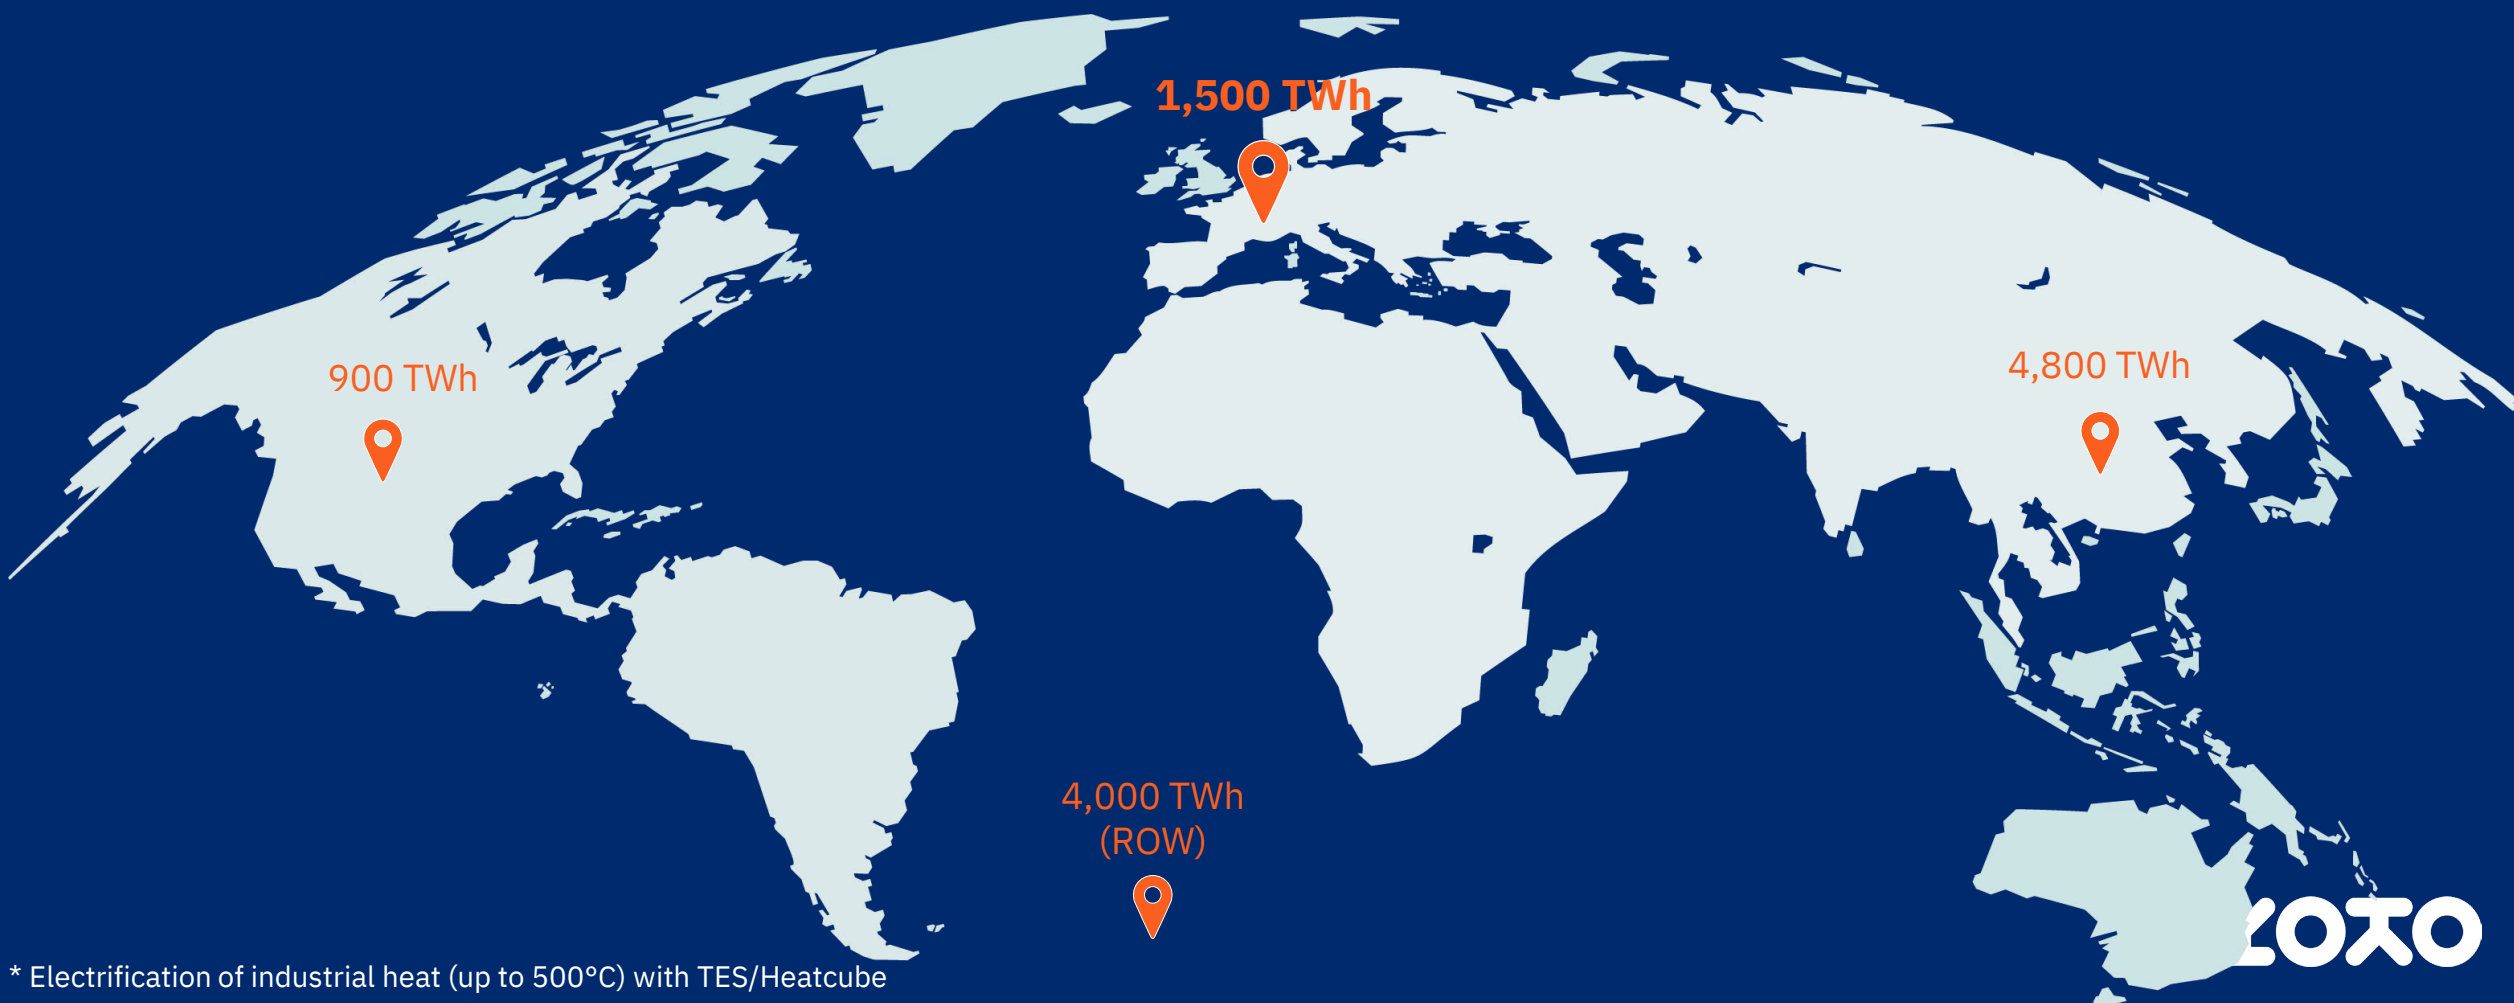 1,500 TWh
900 TWh
4,800 TWh
4,000 TWh
(ROW)
* Electrification of industrial heat (up to 500°C) with TES/Heatcube